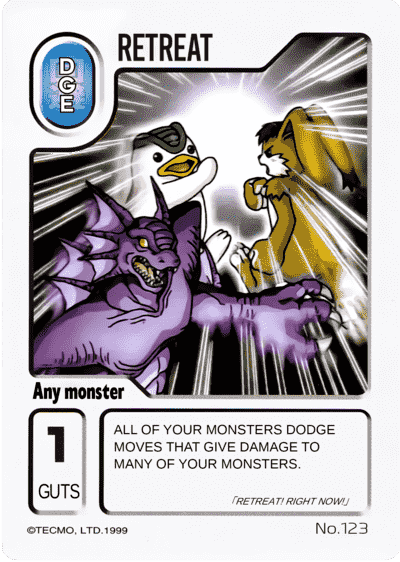 DGE
RETREAT
Any monster
1
GUTS
ALL OF YOUR MONSTERS DODGE
MOVES THAT GIVE DAMAGE TO
MANY OF YOUR MONSTERS.
「RETREAT! RIGHT NOW!」
©TECMO, LTD.1999
No.123